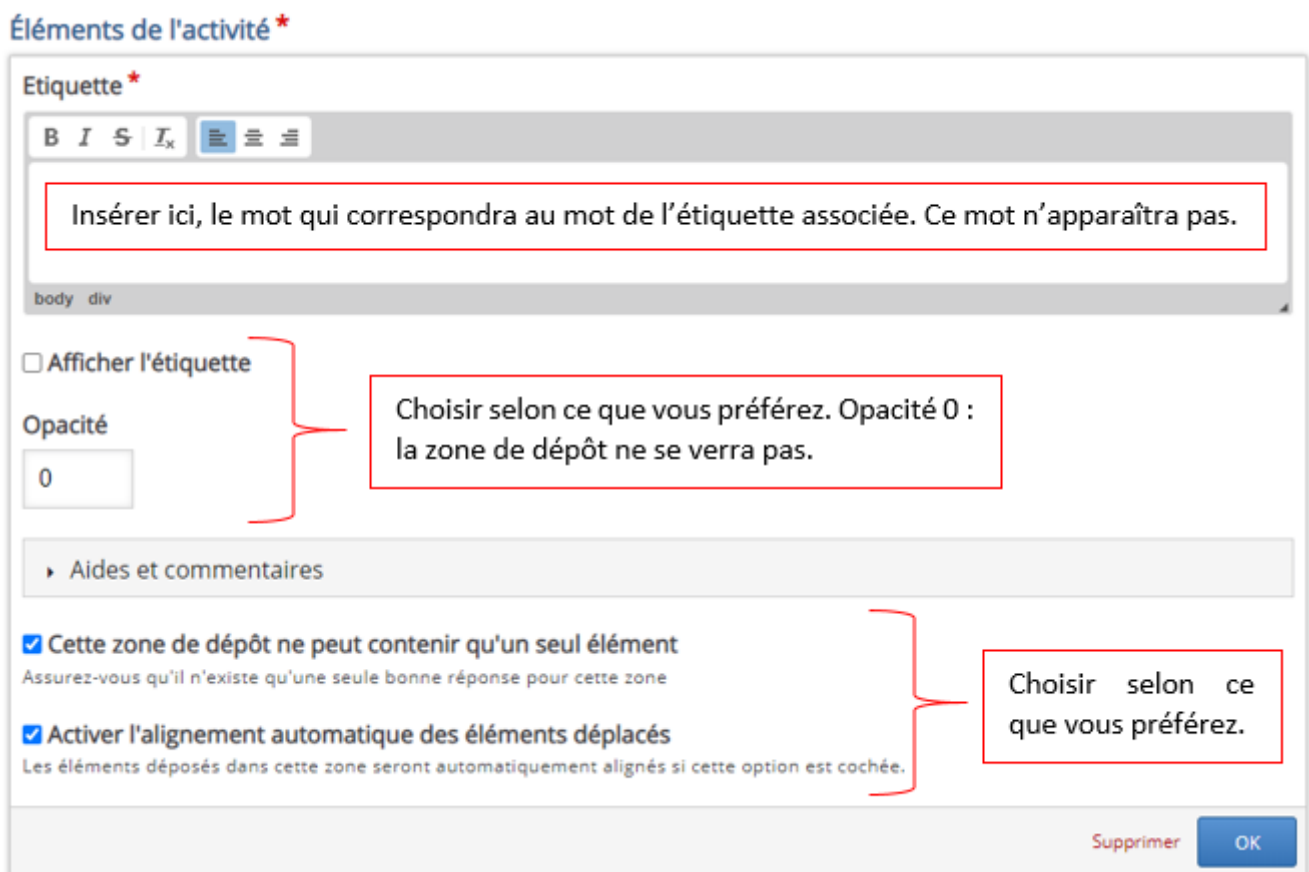 Éléments de l'activité *
Etiquette *
B I S Ix
Insérer ici, le mot qui correspondra au mot de l’étiquette associée. Ce mot n’apparaîtra pas.
body div
Afficher l'étiquette
Opacité
0
Choisir selon ce que vous préférez. Opacité 0 :
la zone de dépôt ne se verra pas.
Aides et commentaires
Cette zone de dépôt ne peut contenir qu'un seul élément
Assurez-vous qu'il n'existe qu'une seule bonne réponse pour cette zone
Activer l'alignement automatique des éléments déplacés
Les éléments déposés dans cette zone seront automatiquement alignés si cette option est cochée.
Choisir selon ce
que vous préférez.
Supprimer OK